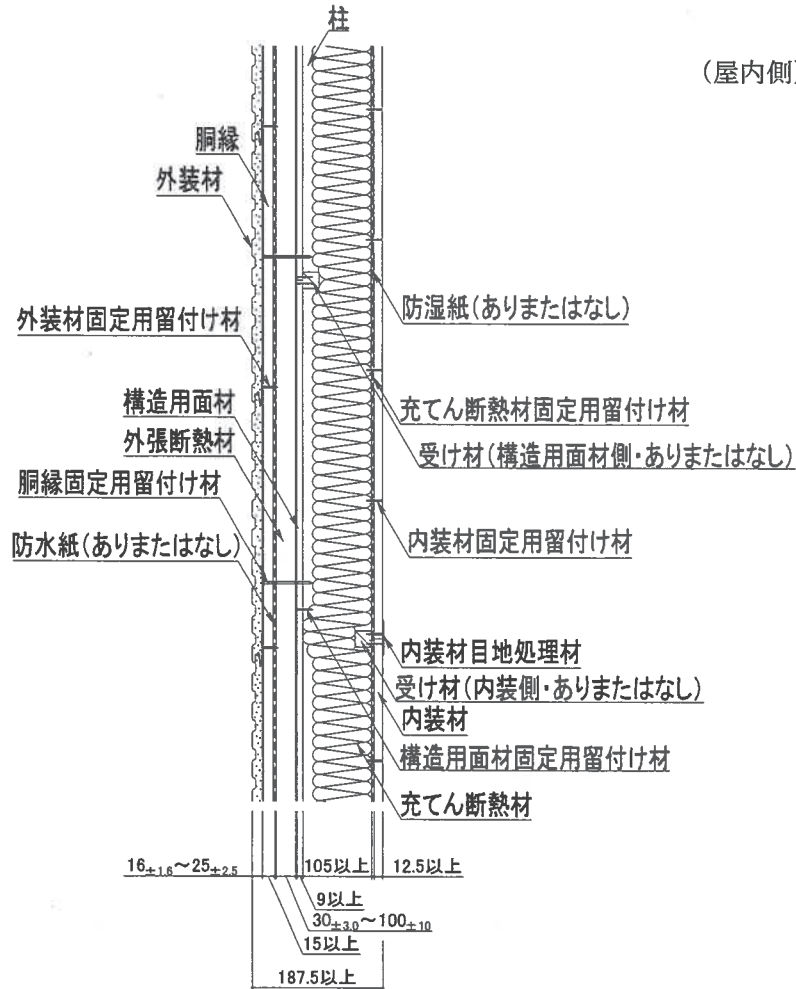 柱
(屋内側)
胴縁
外装材
防湿紙(ありまたはなし)
外装材固定用留付け材
構造用面材
充てん断熱材固定用留付け材
外張断熱材
受け材(構造用面材側・ありまたはなし)
胴縁固定用留付け材
防水紙(ありまたはなし)
内装材固定用留付け材
内装材目地処理材
受け材(内装側・ありまたはなし)
内装材
構造用面材固定用留付け材
充てん断熱材
16±1.6～25±2.5
105以上
12.5以上
9以上
30±3.0～100±10
15以上
187.5以上